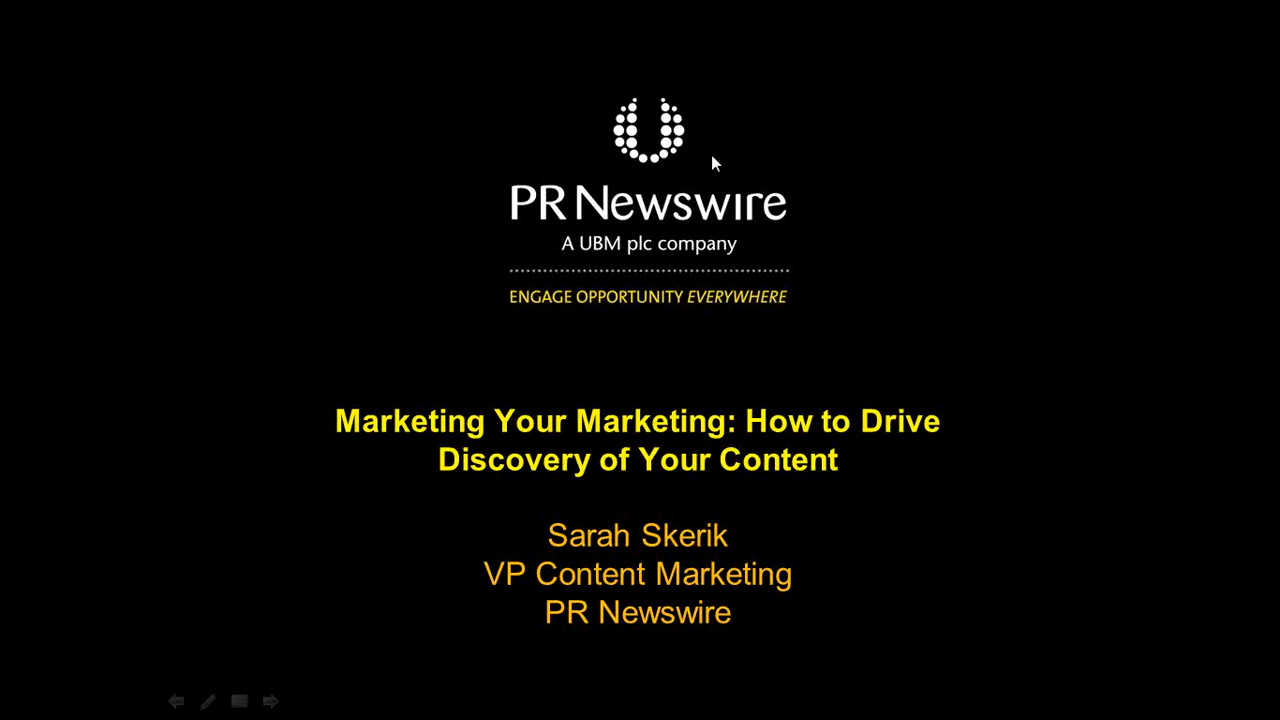 PR Newswire
A UBM plc company
ENGAGE OPPORTUNITY EVERYWHERE
Marketing Your Marketing: How to Drive
Discovery of Your Content
Sarah Skerik
VP Content Marketing
PR Newswire